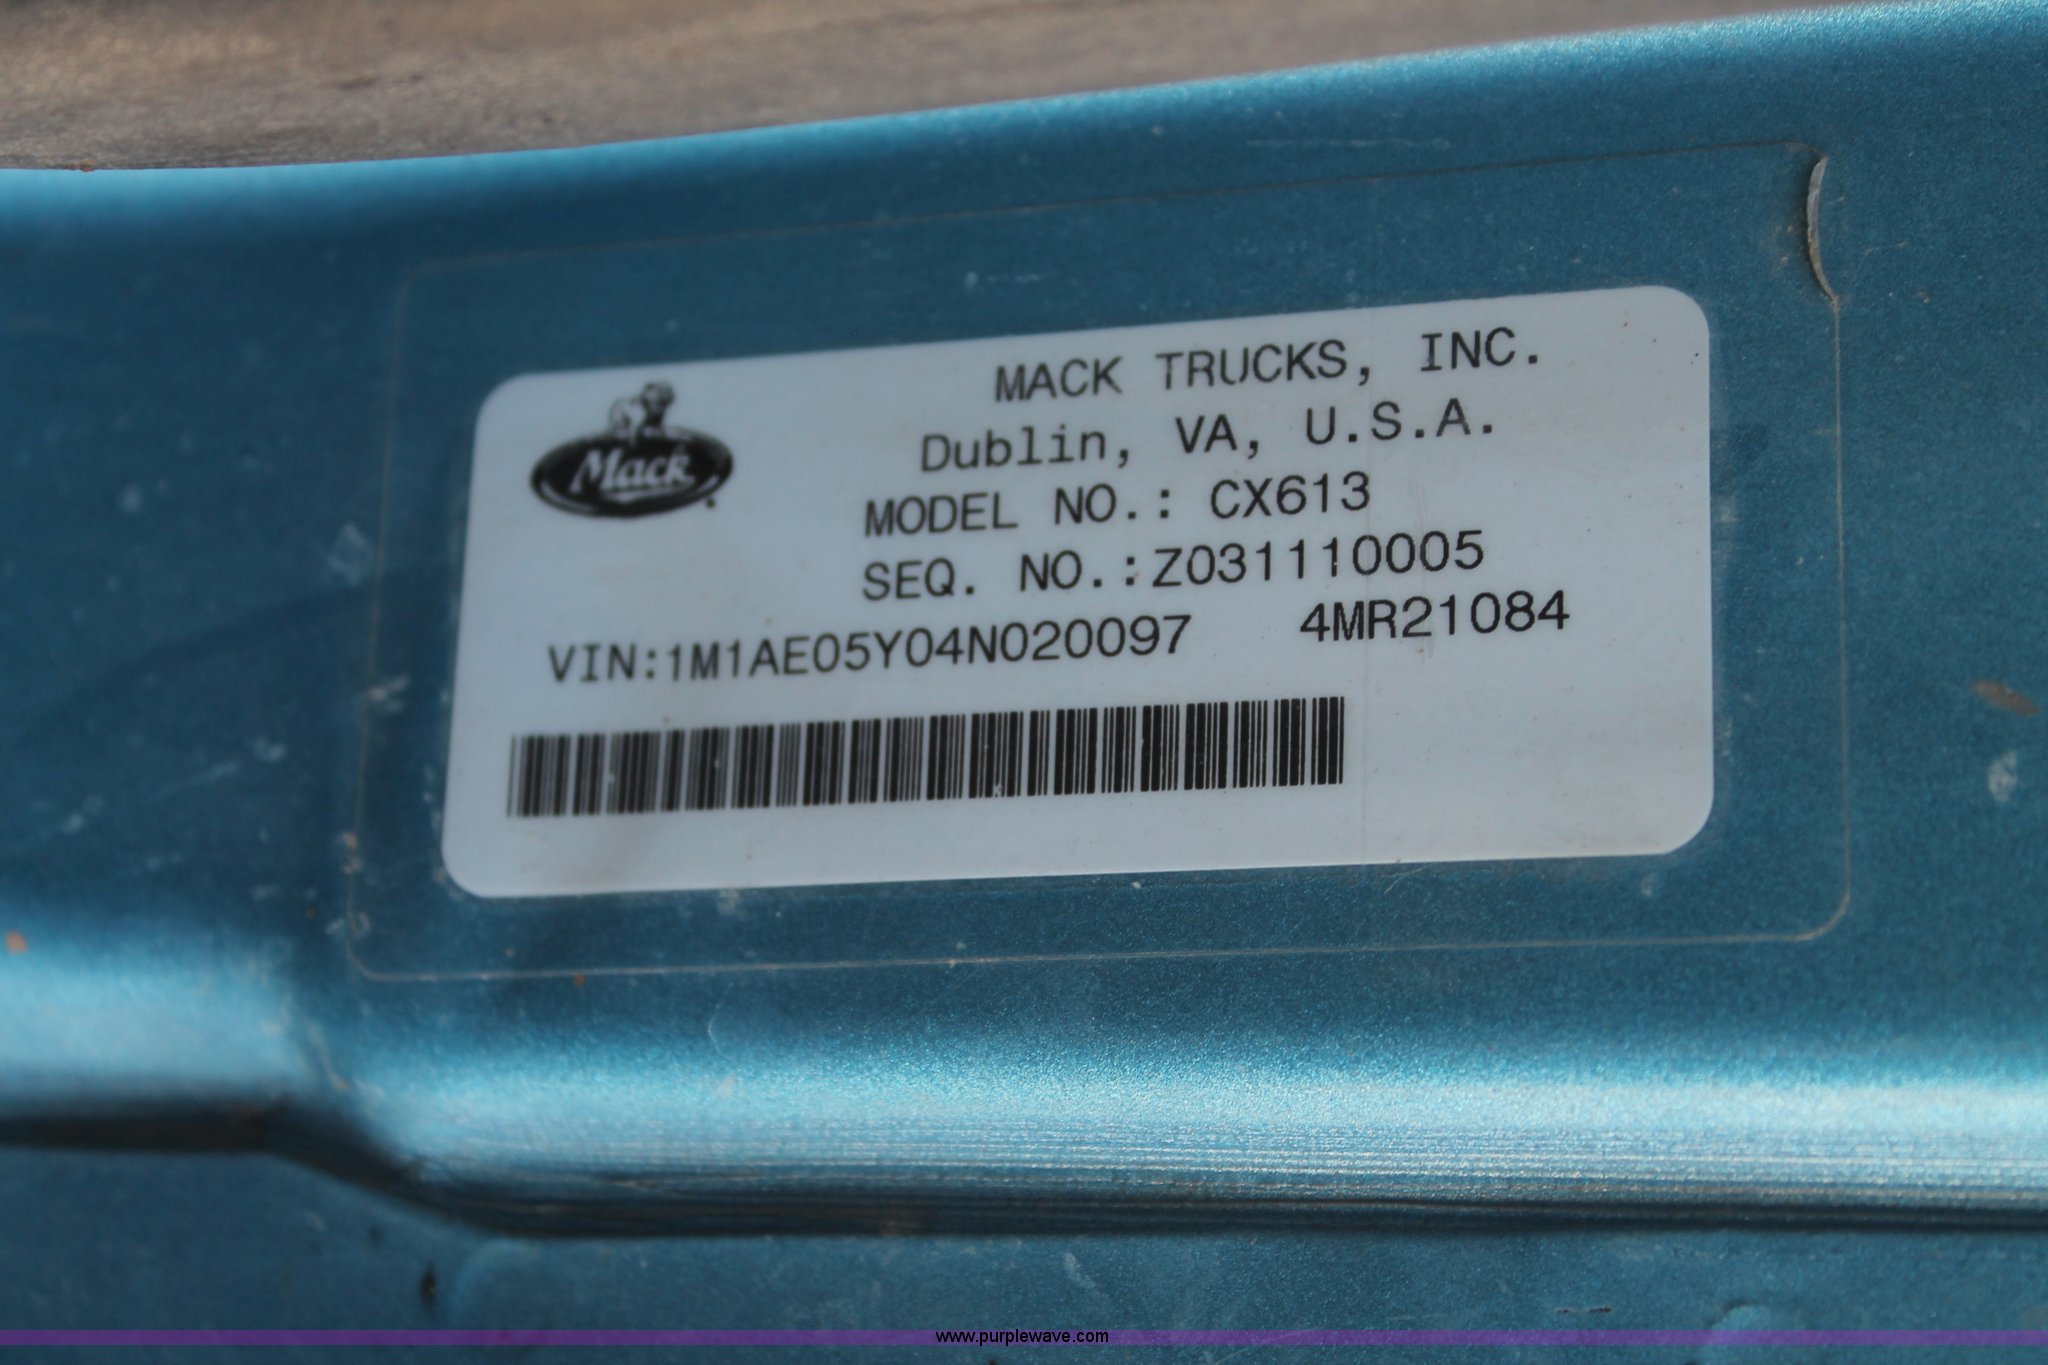 Mack
MACK TRUCKS, INC.
Dublin, VA, U.S.A.
MODEL NO.: CX613
SEQ. NO.:Z031110005
VIN:1M1AE05Y04N020097 4MR21084
www.purplewave.com